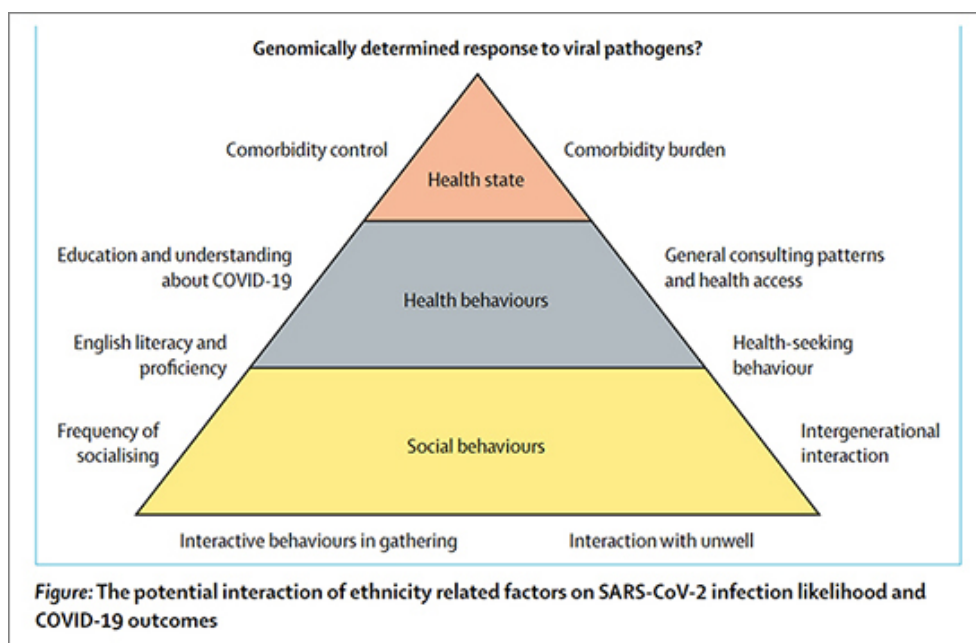 Genomically determined response to viral pathogens?
Comorbidity control
Comorbidity burden
Health state
Education and understanding
about COVID-19
General consulting patterns
and health access
Health behaviours
English literacy and
proficiency
Health-seeking
behaviour
Frequency of
socialising
Social behaviours
Intergenerational
interaction
Interactive behaviours in gathering
Interaction with unwell
Figure: The potential interaction of ethnicity related factors on SARS-CoV-2 infection likelihood and
COVID-19 outcomes